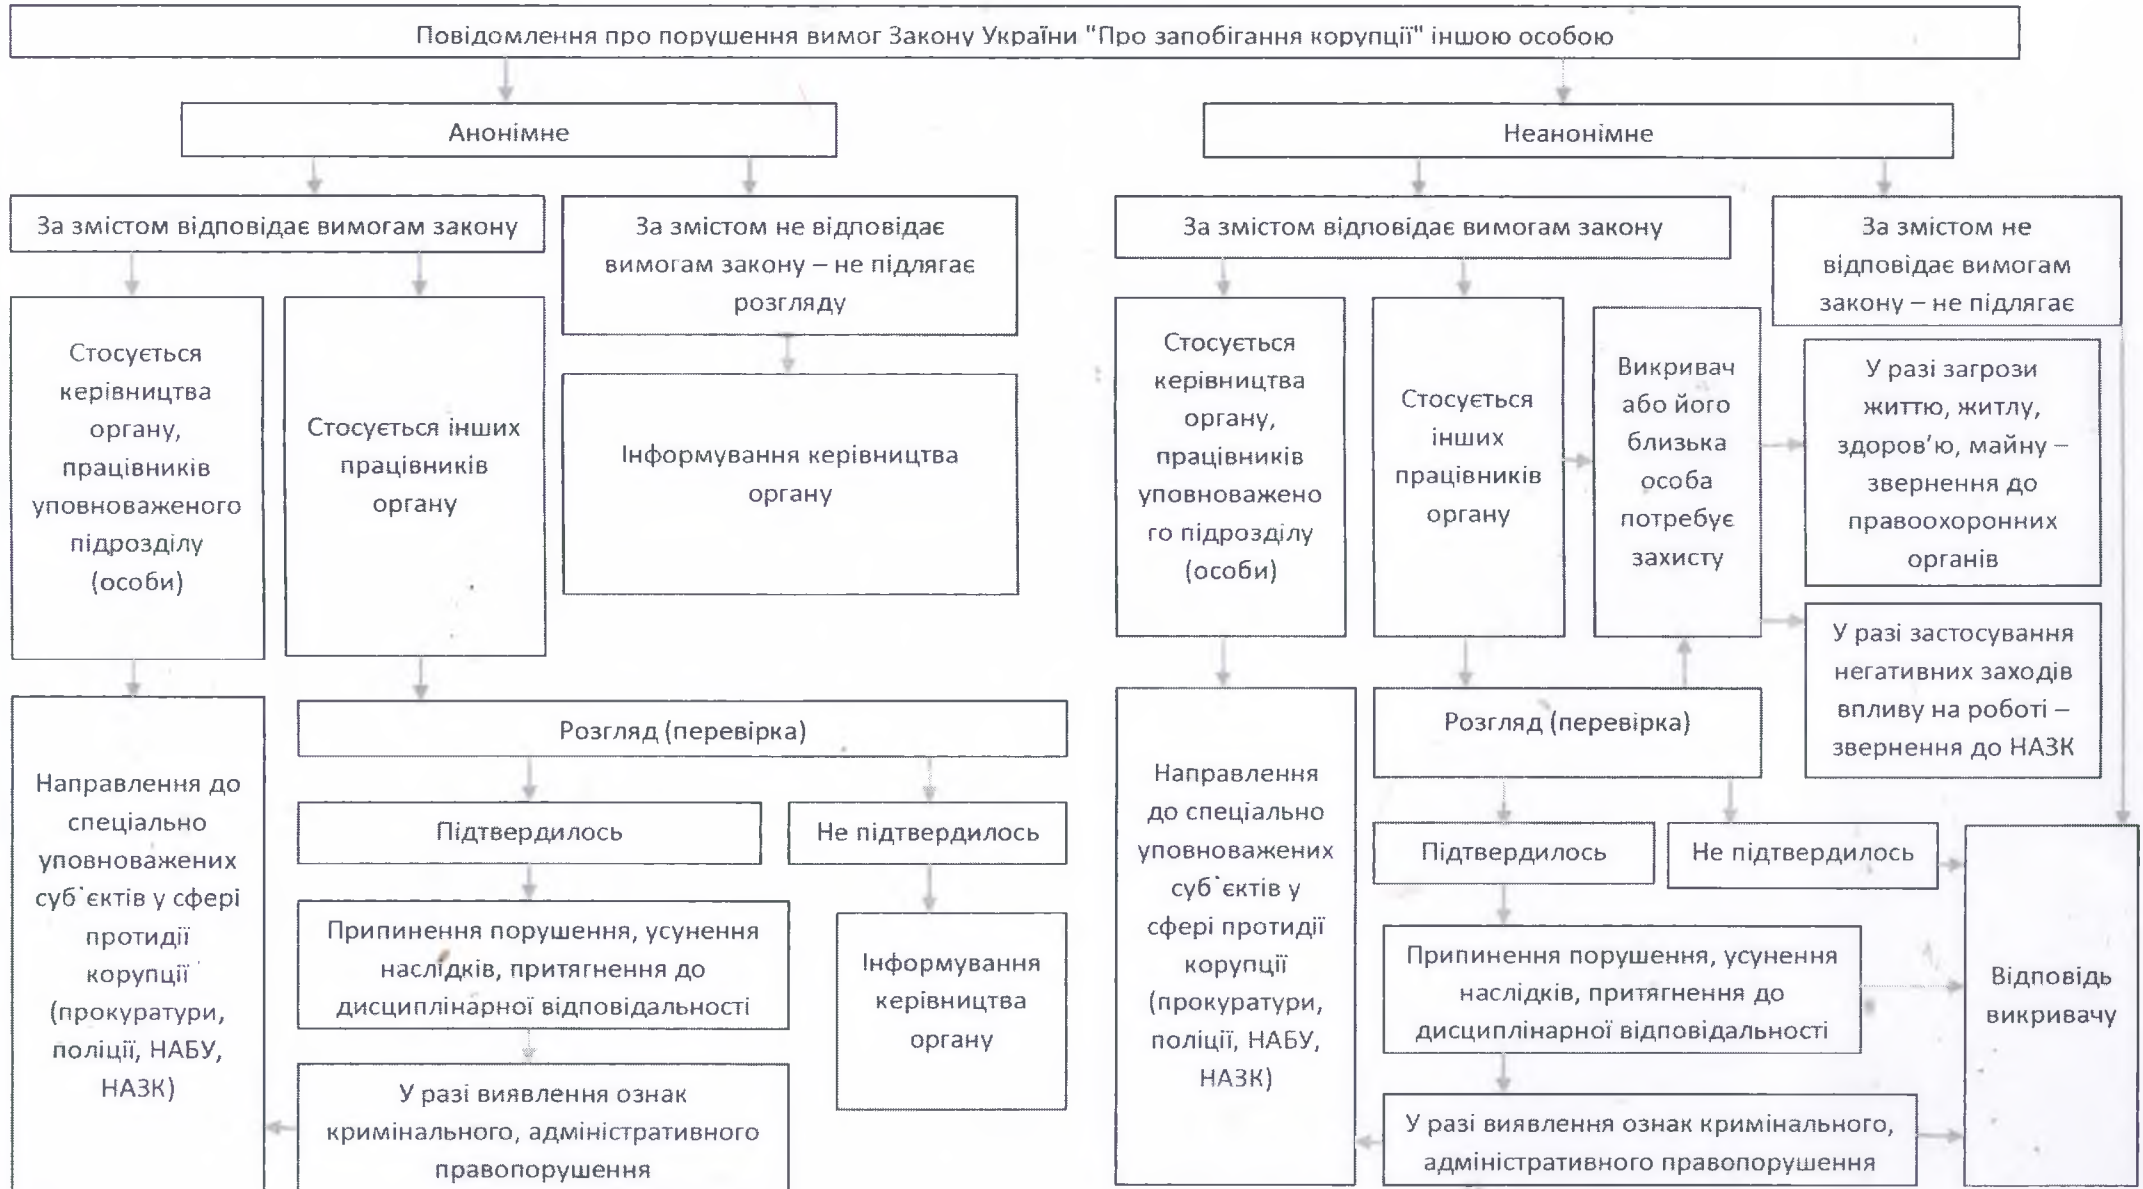 Повідомлення про порушення вимог Закону України "Про запобігання корупції" іншою особою
Анонімне
За змістом відповідає вимогам закону
За змістом не відповідає
вимогам закону – не підлягає
розгляду
Стосується
керівництва
органу,
працівників
уповноваженого
підрозділу
(особи)
Стосується інших
працівників
органу
Інформування керівництва
органу
Направлення до
спеціально
уповноважених
суб`єктів у сфері
протидії
корупції
(прокуратури,
поліції, НАБУ,
НАЗК)
Розгляд (перевірка)
Підтвердилось
Не підтвердилось
Припинення порушення, усунення
наслідків, притягнення до
дисциплінарної відповідальності
Інформування
керівництва
органу
У разі виявлення ознак
кримінального, адміністративного
правопорушення
Неанонімне
За змістом відповідає вимогам закону
За змістом не
відповідає вимогам
закону – не підлягає
Стосується
керівництва
органу,
працівників
уповноважено
го підрозділу
(особи)
Стосується
інших
працівників
органу
Викривач
або його
близька
особа
потребує
захисту
У разі загрози
життю, житлу,
здоров’ю, майну –
звернення до
правоохоронних
органів
У разі застосування
негативних заходів
впливу на роботі –
звернення до НАЗК
Направлення
до спеціально
уповноважених
суб`єктів у
сфері протидії
корупції
(прокуратури,
поліції, НАБУ,
НАЗК)
Розгляд (перевірка)
Підтвердилось
Не підтвердилось
Припинення порушення, усунення
наслідків, притягнення до
дисциплінарної відповідальності
У разі виявлення ознак кримінального,
адміністративного правопорушення
Відповідь
викривачу